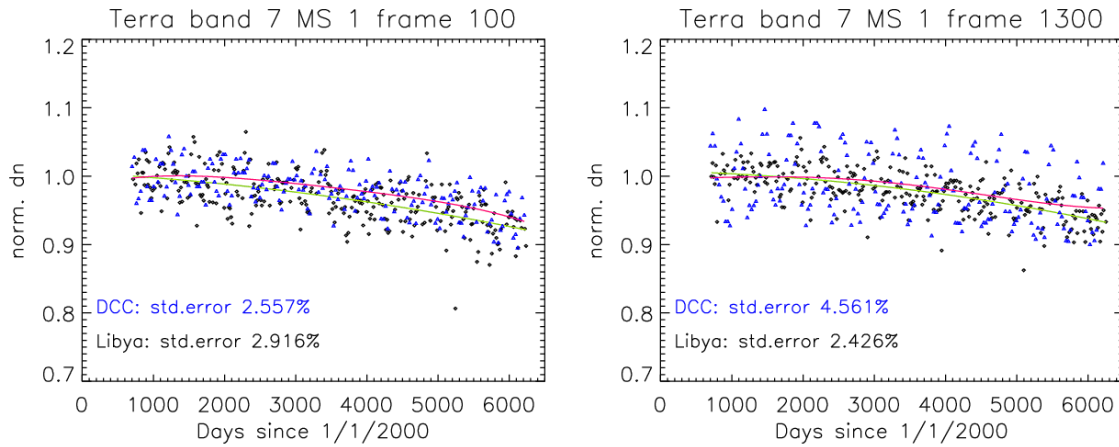 Terra band 7 MS 1 frame 100
1.2
1.1
1.0
0.9
0.8
0.7
norm. dn
DCC: std.error 2.557%
Libya: std.error 2.916%
0 1000 2000 3000 4000 5000 6000
Days since 1/1/2000
Terra band 7 MS 1 frame 1300
1.2
1.1
1.0
0.9
0.8
0.7
norm. dn
DCC: std.error 4.561%
Libya: std.error 2.426%
0 1000 2000 3000 4000 5000 6000
Days since 1/1/2000